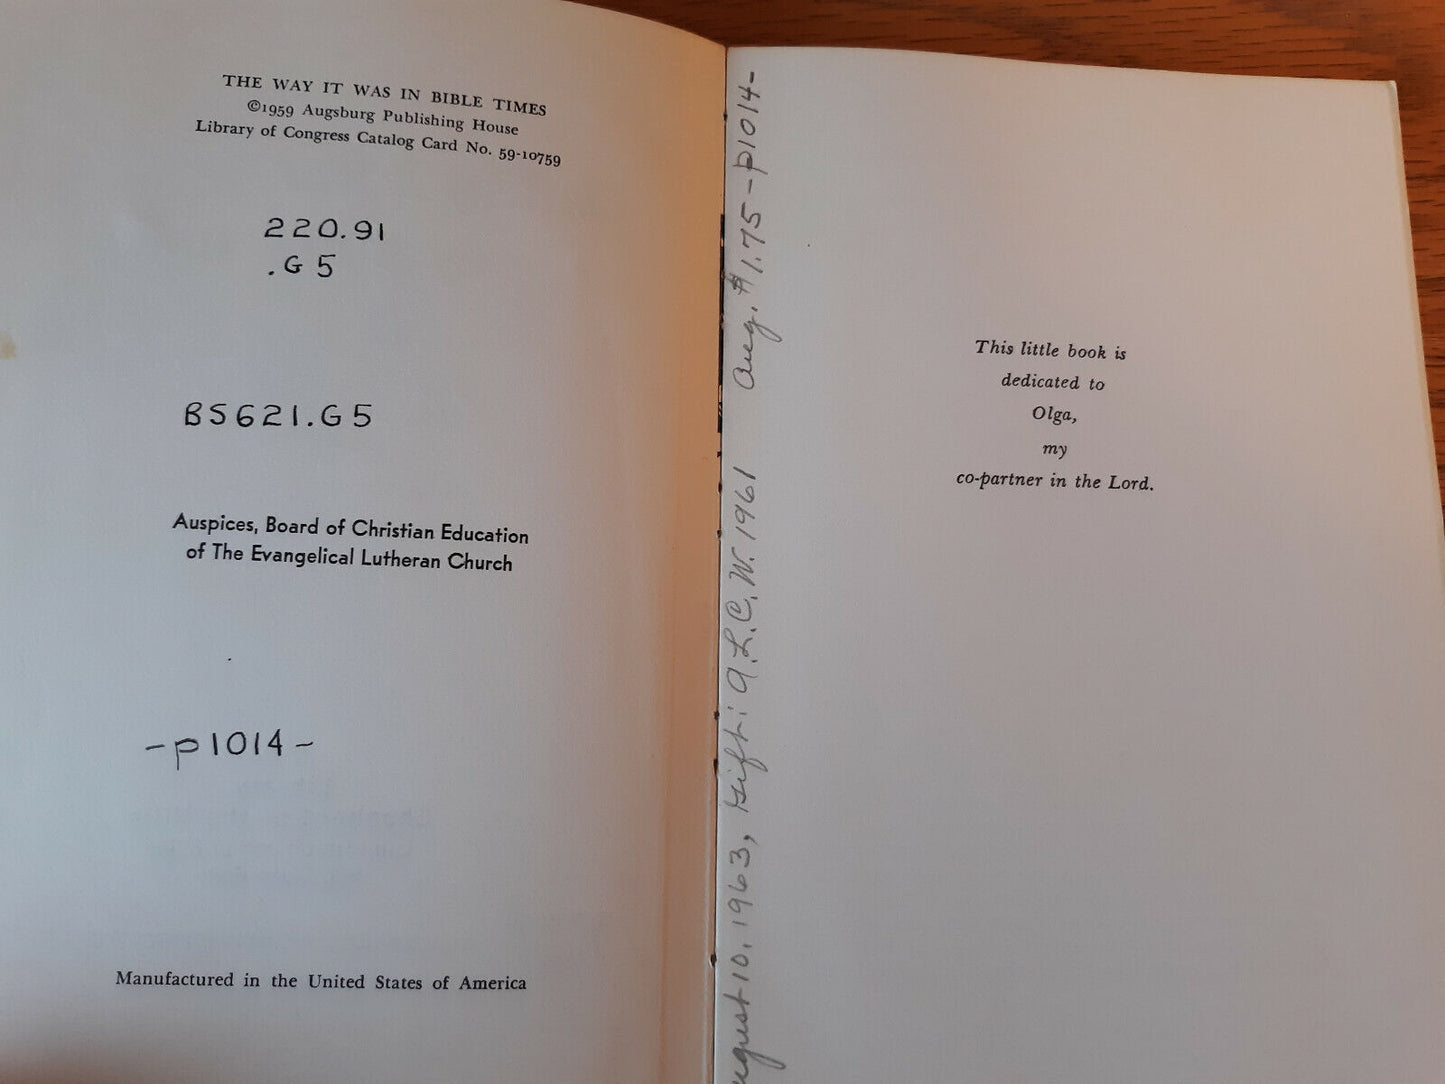 THE WAY IT WAS IN BIBLE TIMES
©1959 Augsburg Publishing House
Library of Congress Catalog Card No. 59-10759
220.91
.G5
BS621.G5
Auspices, Board of Christian Education
of The Evangelical Lutheran Church
-p1014-
Manufactured in the United States of America
August 10, 1963, Gift: A.L.C.W. 1961 Aug. $1.75-p1014-
This little book is
dedicated to
Olga,
my
co-partner in the Lord.